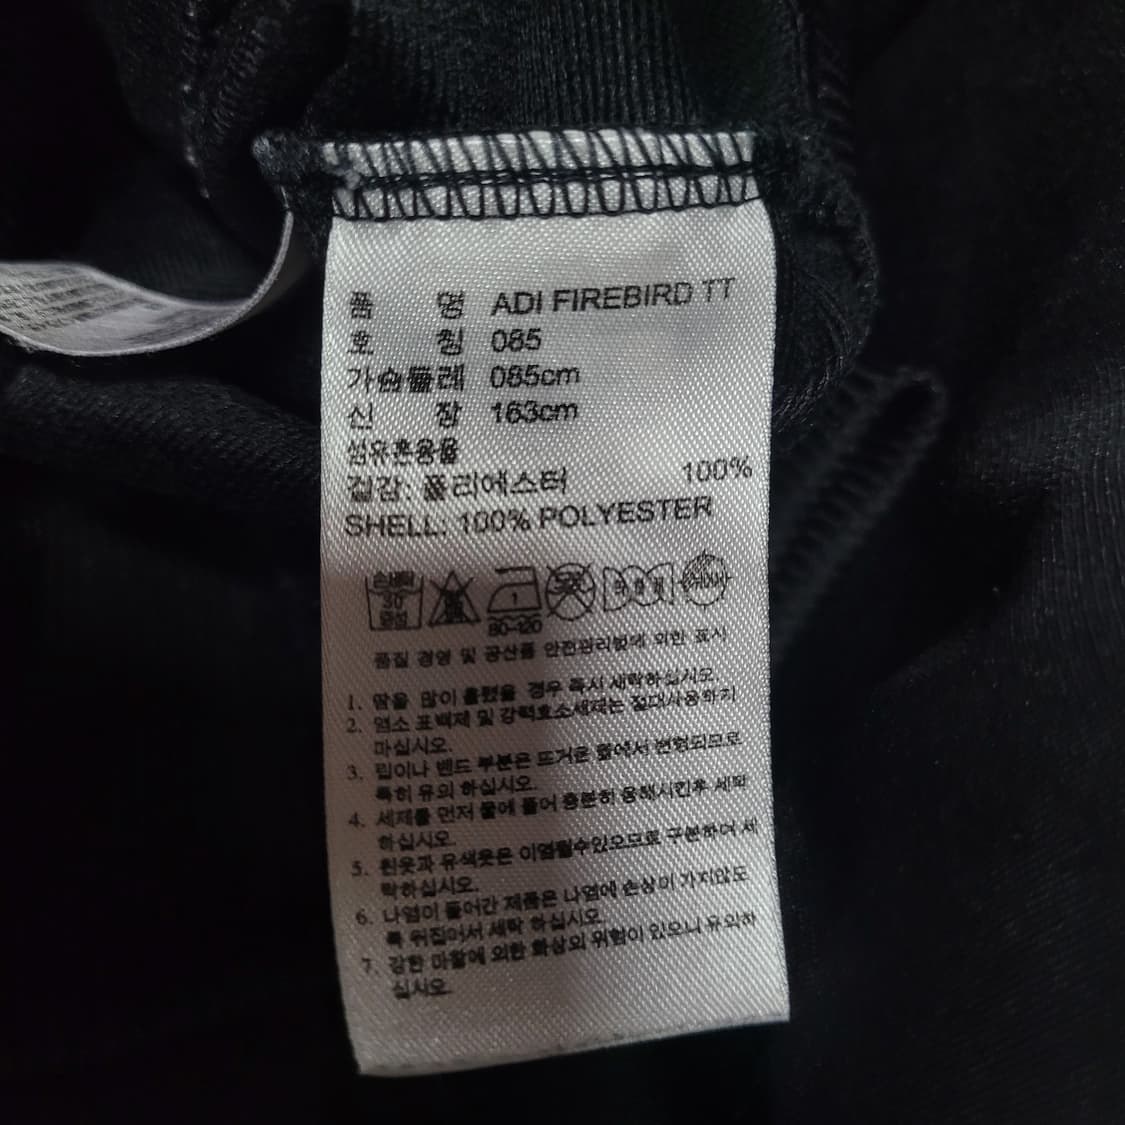 품 명 ADI FIREBIRD TT
호 칭 085
가슴둘레 085cm
신 장 163cm
섬유혼용율
겉감: 폴리에스터 100%
SHELL: 100% POLYESTER
손세탁 30 중성
1
80-120
품질 경영 및 공산품 안전관리법에 의한 표시
1. 땀을 많이 흘렸을 경우 즉시 세탁하십시오.
2. 염소 표백제 및 강력효소세제는 절대사용하지
마십시오.
3. 립이나 밴드 부분은 뜨거운 물에서 변형되므로
특히 유의 하십시오.
4. 세제를 먼저 물에 풀어 충분히 용해시킨후 세탁
하십시오.
5. 흰옷과 유색옷은 이염될수있으므로 구분하여 세
탁하십시오.
6. 나염이 들어간 제품은 나염에 손상이 가지않도
록 뒤집어서 세탁 하십시오.
7. 강한 마찰에 의한 화상의 위험이 있으니 유의하
십시오.